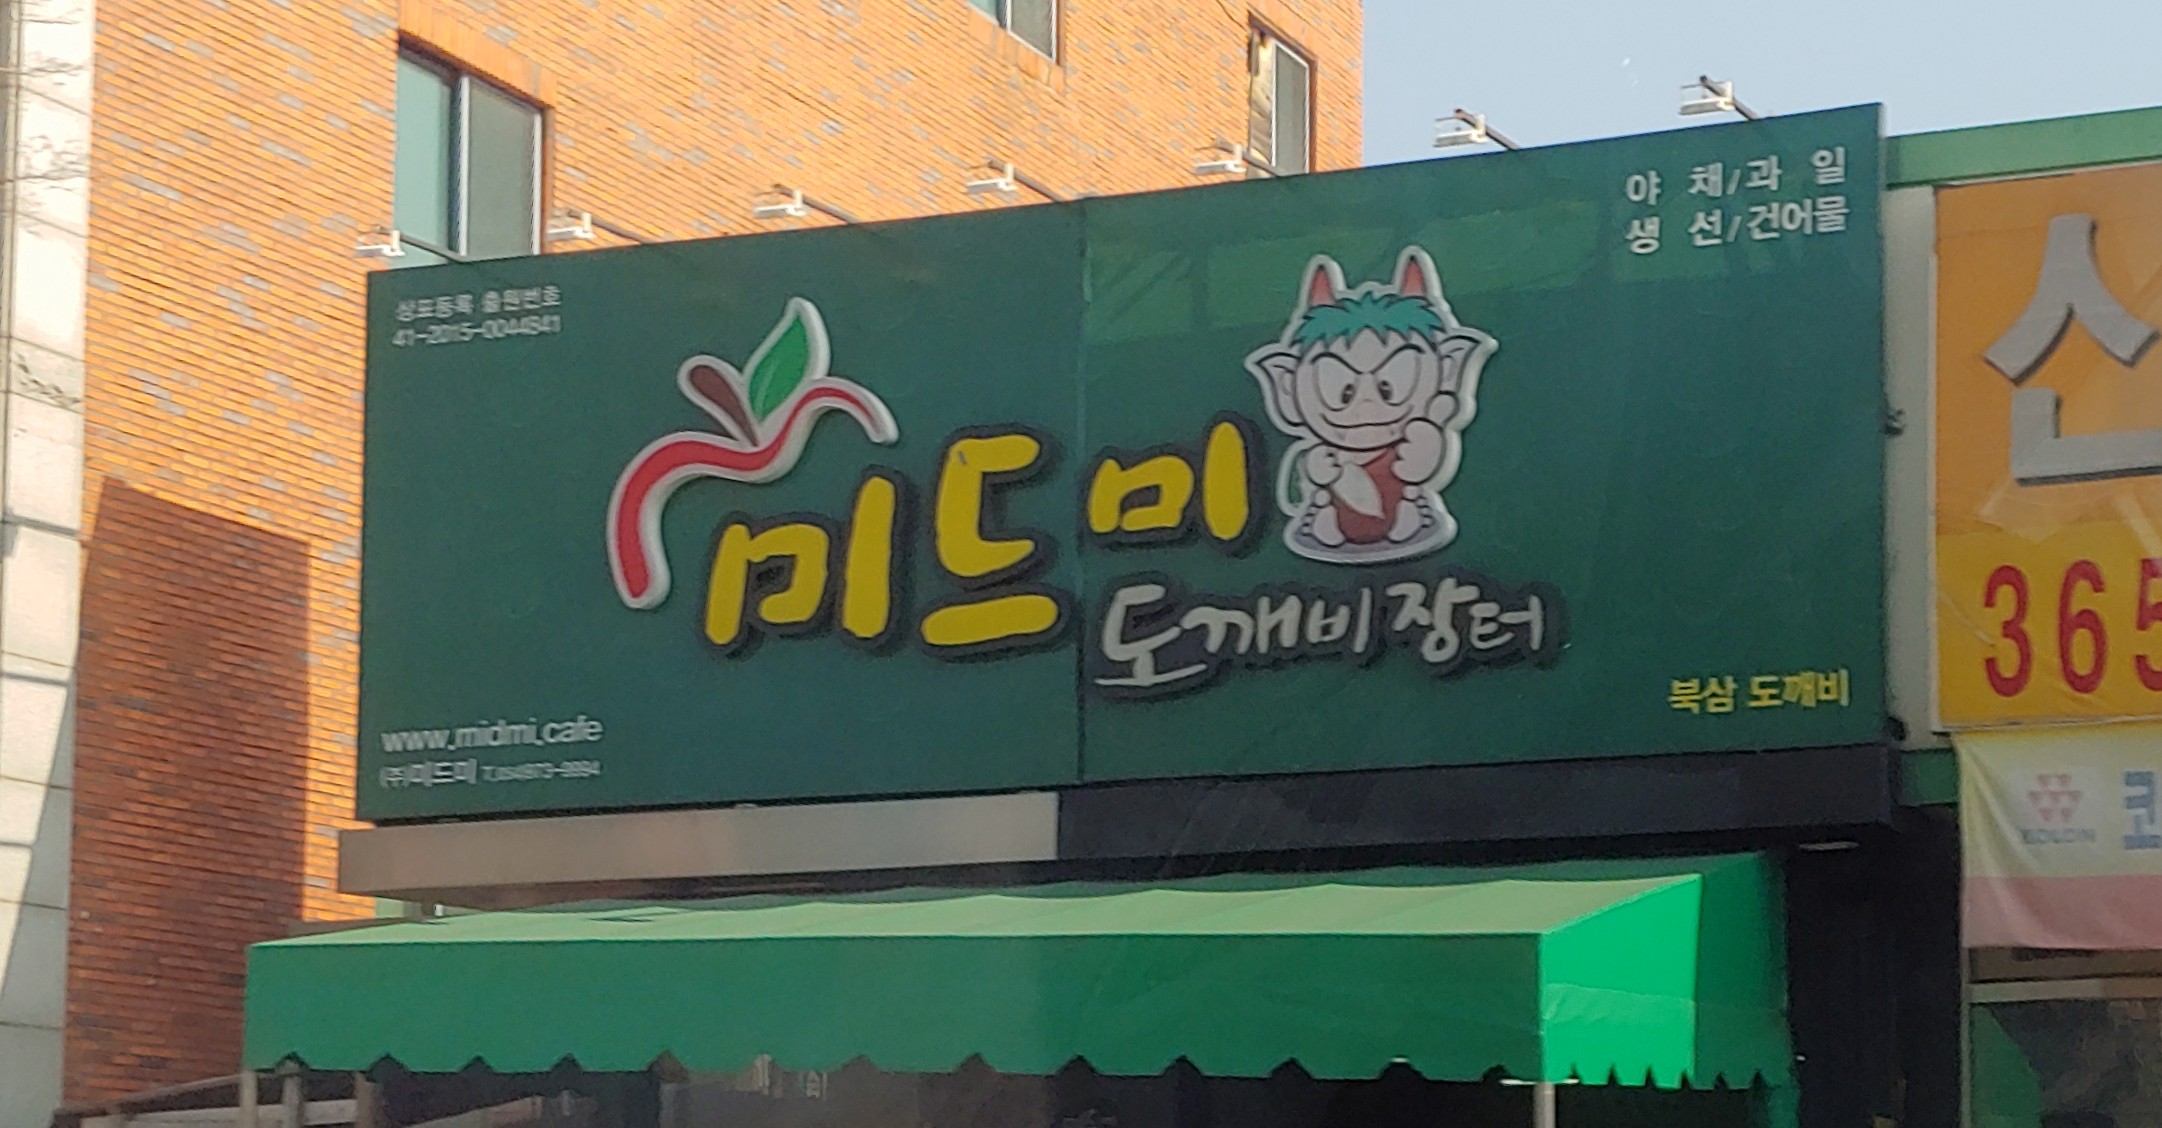 상표등록 출원번호
41-2015-0044841
야 채/과 일
생 선/건어물
미드미
도깨비장터
북삼 도깨비
www.midmi.cafe
(주)미드미
365
KOLON